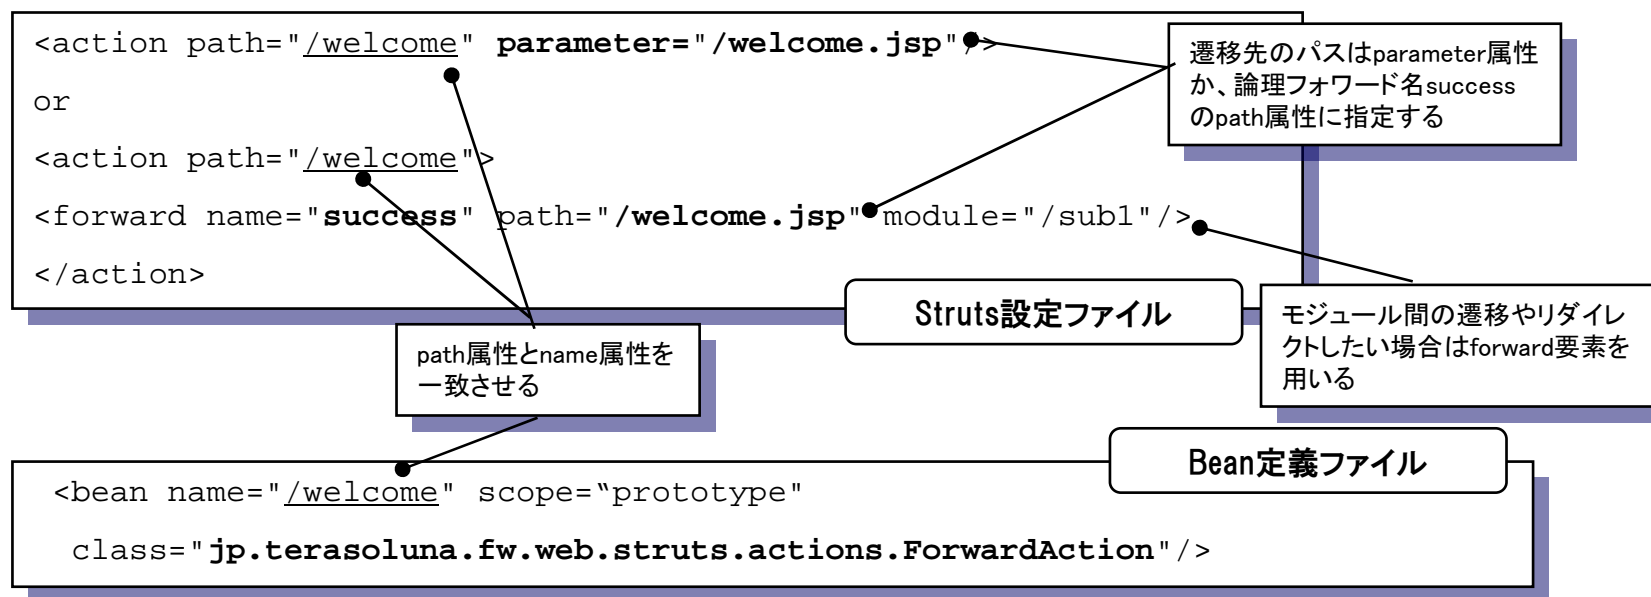 <action path="/welcome" parameter="/welcome.jsp"/>
or
<action path="/welcome">
<forward name="success" path="/welcome.jsp" module="/sub1"/>
</action>
遷移先のパスはparameter属性
か、論理フォワード名success
のpath属性に指定する
Struts設定ファイル
path属性とname属性を
一致させる
モジュール間の遷移やリダイレ
クトしたい場合はforward要素を
用いる
Bean定義ファイル
<bean name="/welcome" scope=“prototype"
class="jp.terasoluna.fw.web.struts.actions.ForwardAction"/>